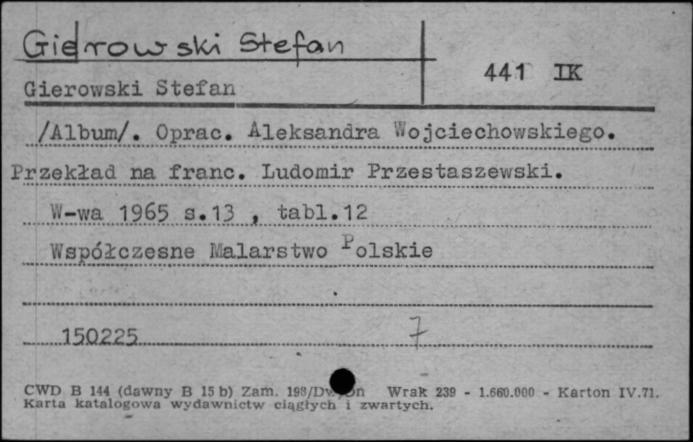 Gierowski Stefan
441 IK
Gierowski Stefan
/Album/. Oprac. Aleksandra Wojciechowskiego.
Przekład na franc. Ludomir Przestaszewski.
W-wa 1965 s.13 , tabl.12
Współczesne Malarstwo Polskie
150225 7
CWD B 144 (dawny B 15 b) Zam. Wrak 239 - 1.660.000 - Karton IV.71.
Karta katalogowa wydawnictw ciągłych i zwartych.